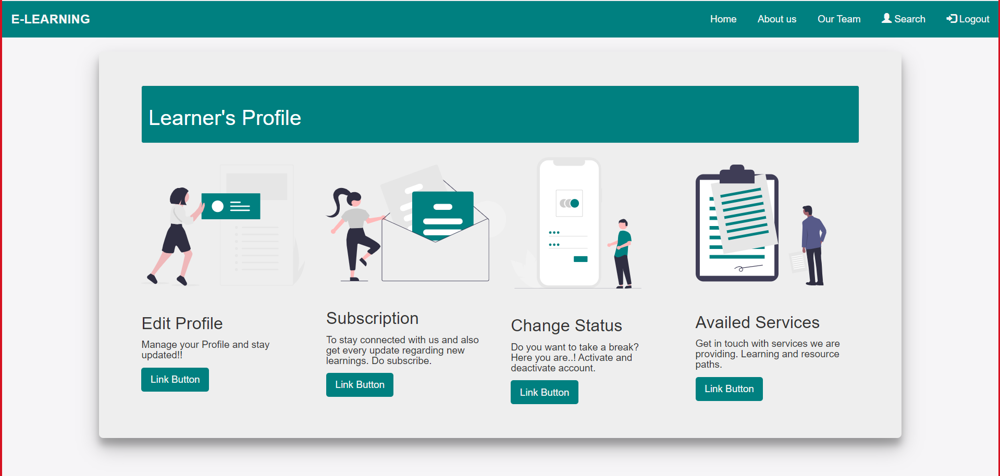 E-LEARNING
Home
About us
Our Team
Search
Logout
Learner's Profile
Edit Profile
Manage your Profile and stay
updated!!
Link Button
Subscription
To stay connected with us and also
get every update regarding new
learnings. Do subscribe.
Link Button
Change Status
Do you want to take a break?
Here you are..! Activate and
deactivate account.
Link Button
Availed Services
Get in touch with services we are
providing. Learning and resource
paths.
Link Button